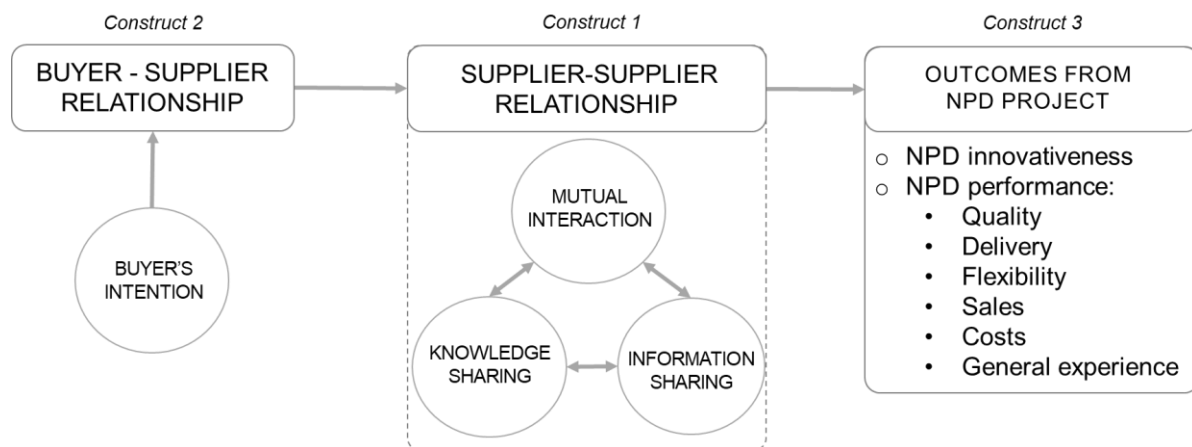 Construct 2
BUYER - SUPPLIER
RELATIONSHIP
BUYER'S
INTENTION
Construct 1
SUPPLIER-SUPPLIER
RELATIONSHIP
MUTUAL
INTERACTION
KNOWLEDGE
SHARING
INFORMATION
SHARING
Construct 3
OUTCOMES FROM
NPD PROJECT
○ NPD innovativeness
○ NPD performance:
• Quality
• Delivery
• Flexibility
• Sales
• Costs
• General experience